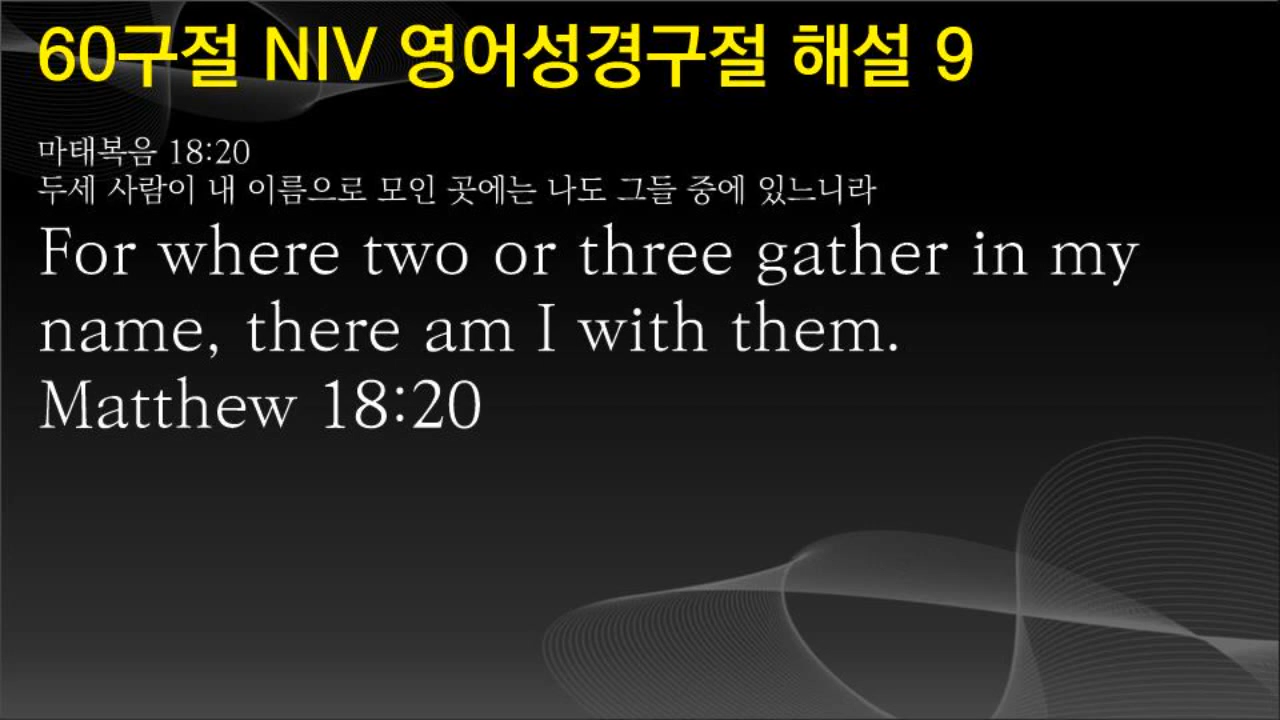 60구절 NIV 영어성경구절 해설 9
마태복음 18:20
두세 사람이 내 이름으로 모인 곳에는 나도 그들 중에 있느니라
For where two or three gather in my
name, there am I with them.
Matthew 18:20